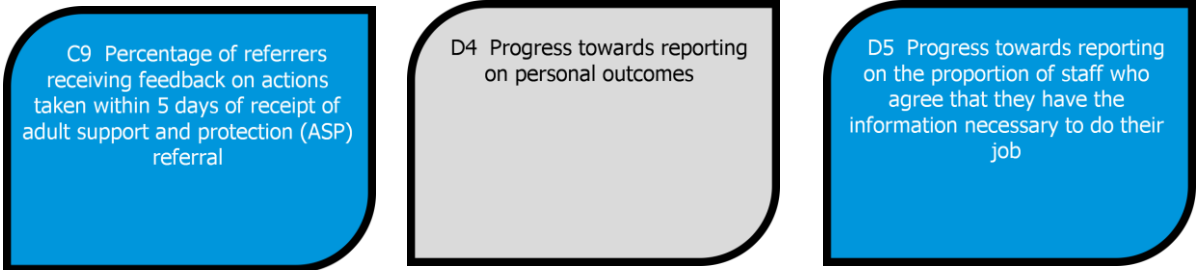 C9  Percentage of referrers
receiving feedback on actions
taken within 5 days of receipt of
adult support and protection (ASP)
referral
D4  Progress towards reporting
on personal outcomes
D5  Progress towards reporting
on the proportion of staff who
agree that they have the
information necessary to do their
job